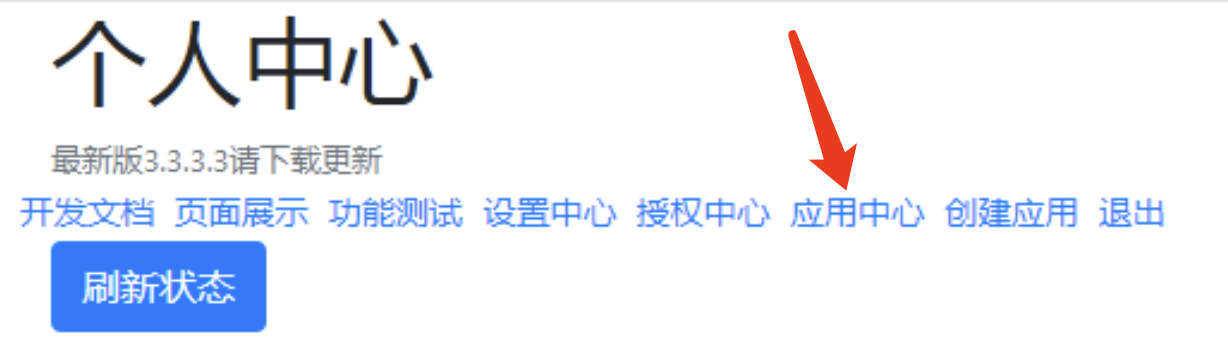 个人中心
最新版3.3.3.3请下载更新
开发文档 页面展示 功能测试 设置中心 授权中心 应用中心 创建应用 退出
刷新状态